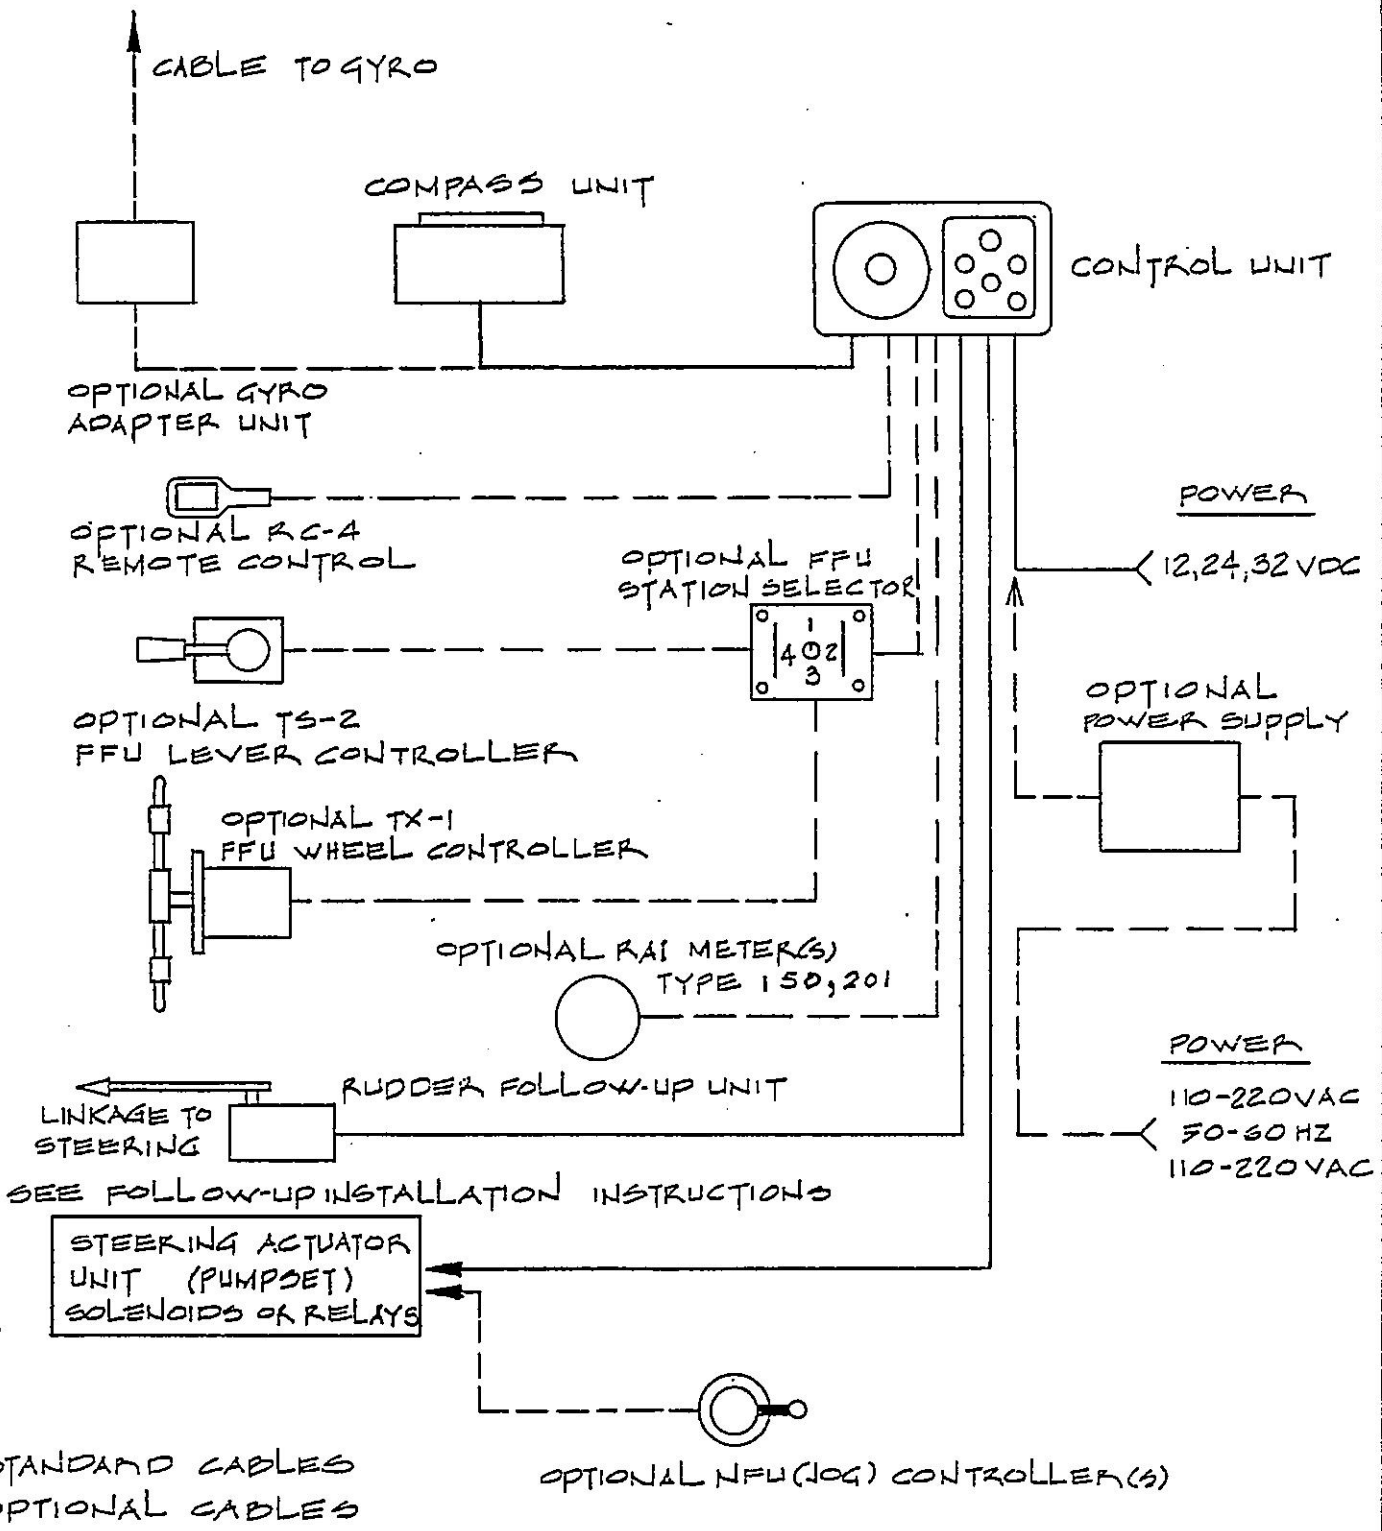 CABLE TO GYRO
COMPASS UNIT
CONTROL UNIT
OPTIONAL GYRO
ADAPTER UNIT
POWER
12,24,32 VDC
OPTIONAL RC-4
REMOTE CONTROL
OPTIONAL FFU
STATION SELECTOR
1
4 2
3
OPTIONAL
POWER SUPPLY
OPTIONAL TS-2
FFU LEVER CONTROLLER
OPTIONAL TX-1
FFU WHEEL CONTROLLER
OPTIONAL RAI METER(S)
TYPE 150,201
POWER
110-220VAC
50-60 HZ
110-220VAC
RUDDER FOLLOW-UP UNIT
LINKAGE TO
STEERING
SEE FOLLOW-UP INSTALLATION INSTRUCTIONS
STEERING ACTUATOR
UNIT (PUMPSET)
SOLENOIDS OR RELAYS
OPTIONAL NFU(JOG) CONTROLLER(S)
STANDARD CABLES
OPTIONAL CABLES